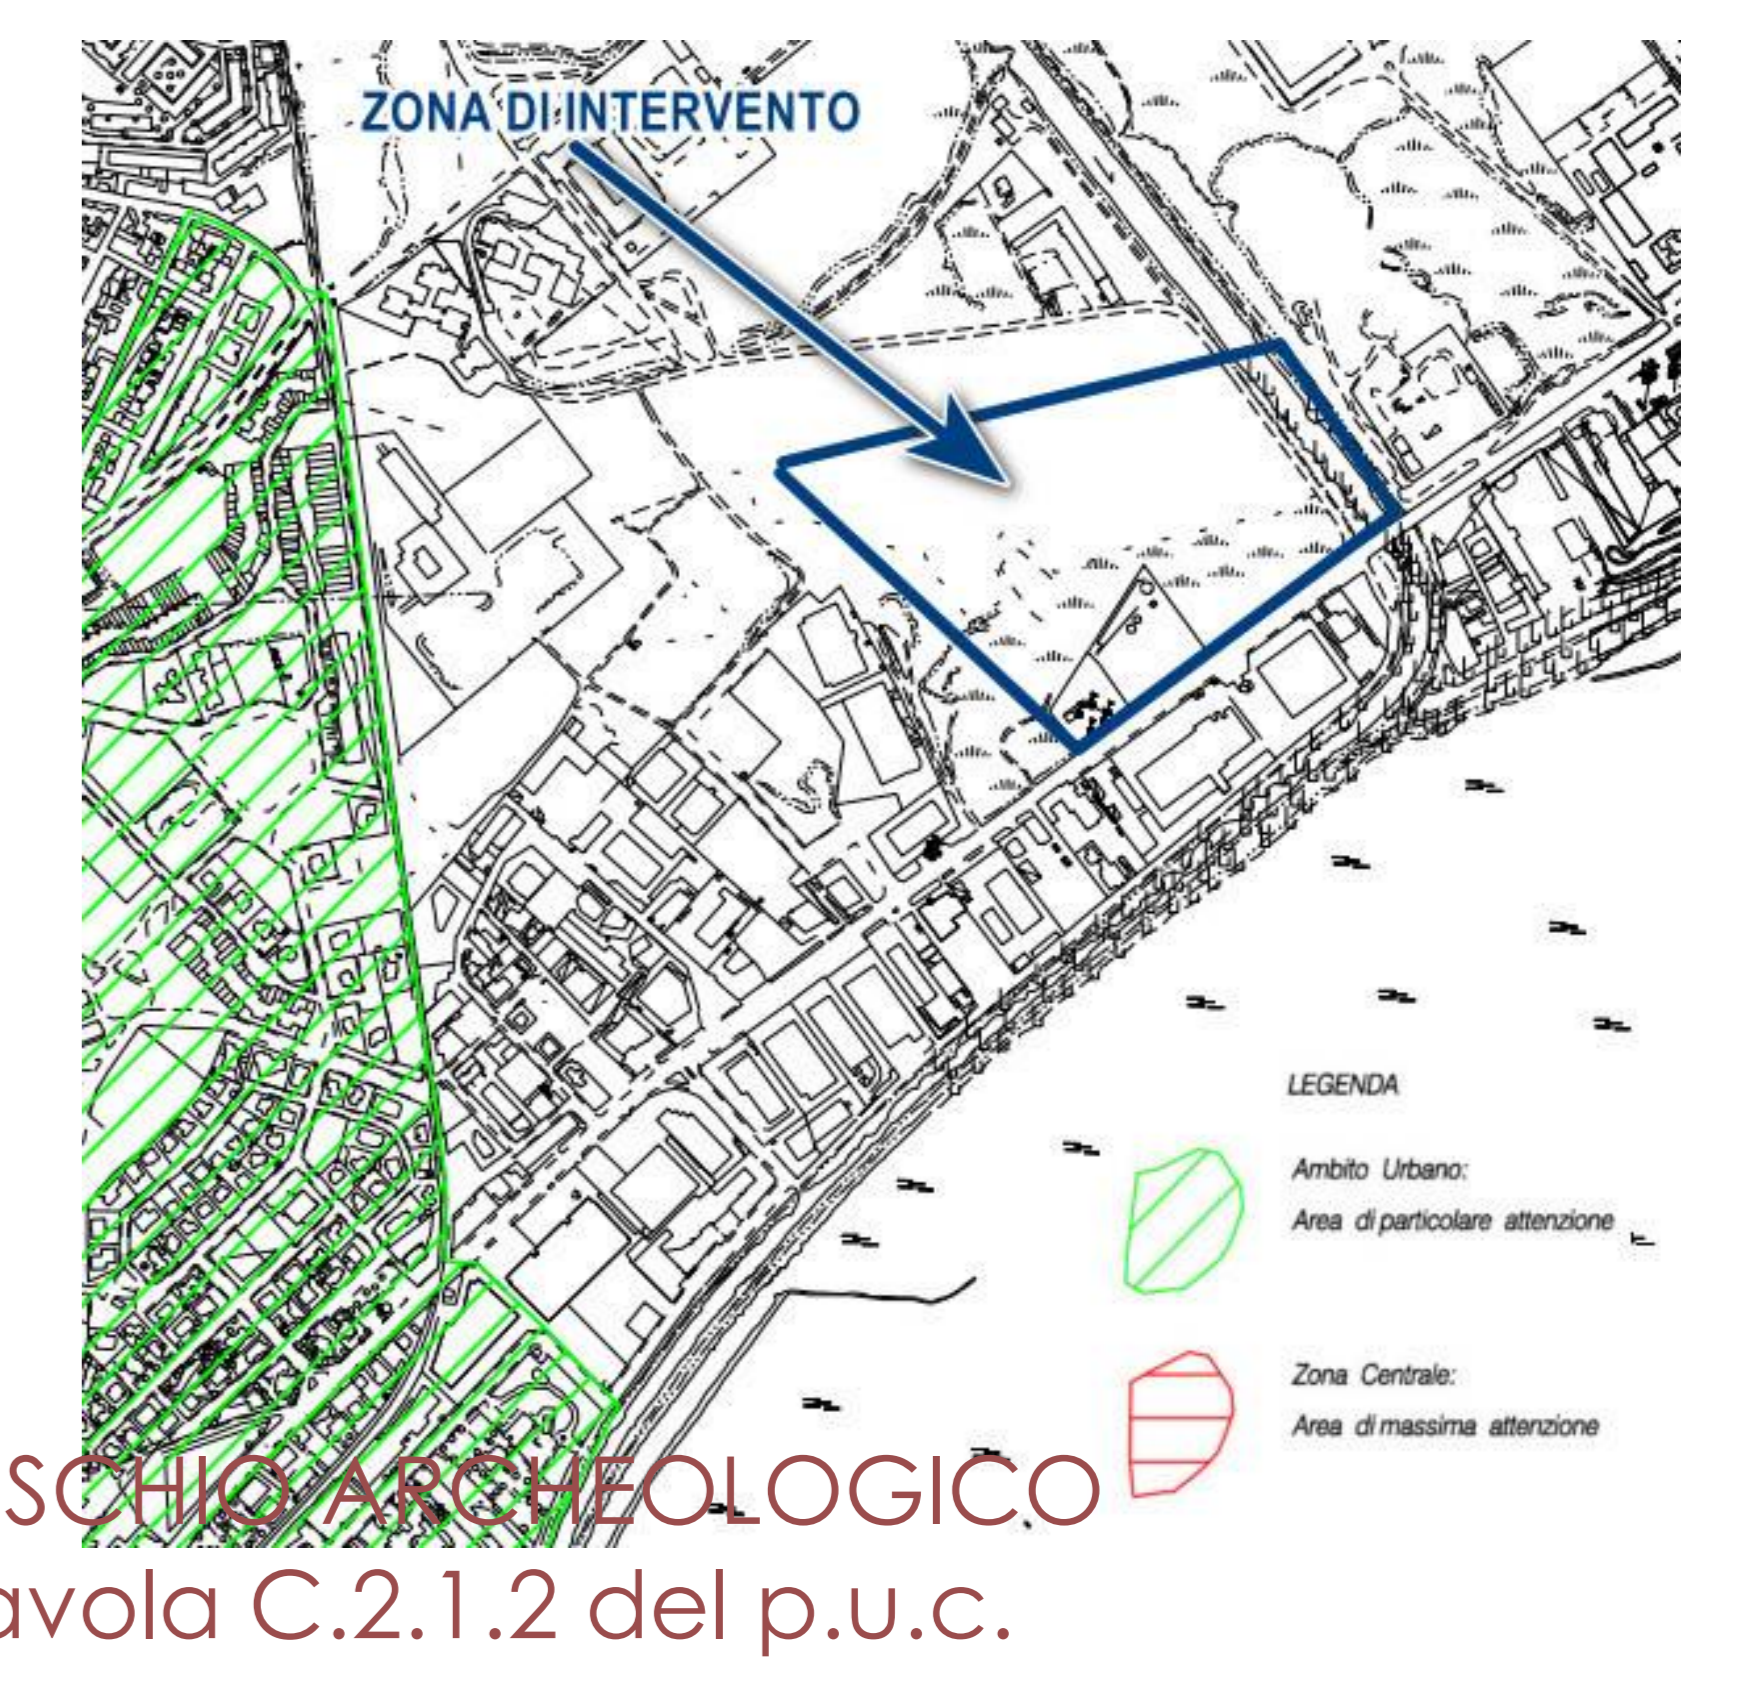 ZONA DI INTERVENTO
LEGENDA
Ambito Urbano:
Area di particolare attenzione
Zona Centrale:
Area di massima attenzione
SCHIO ARCHEOLOGICO
avola C.2.1.2 del p.u.c.